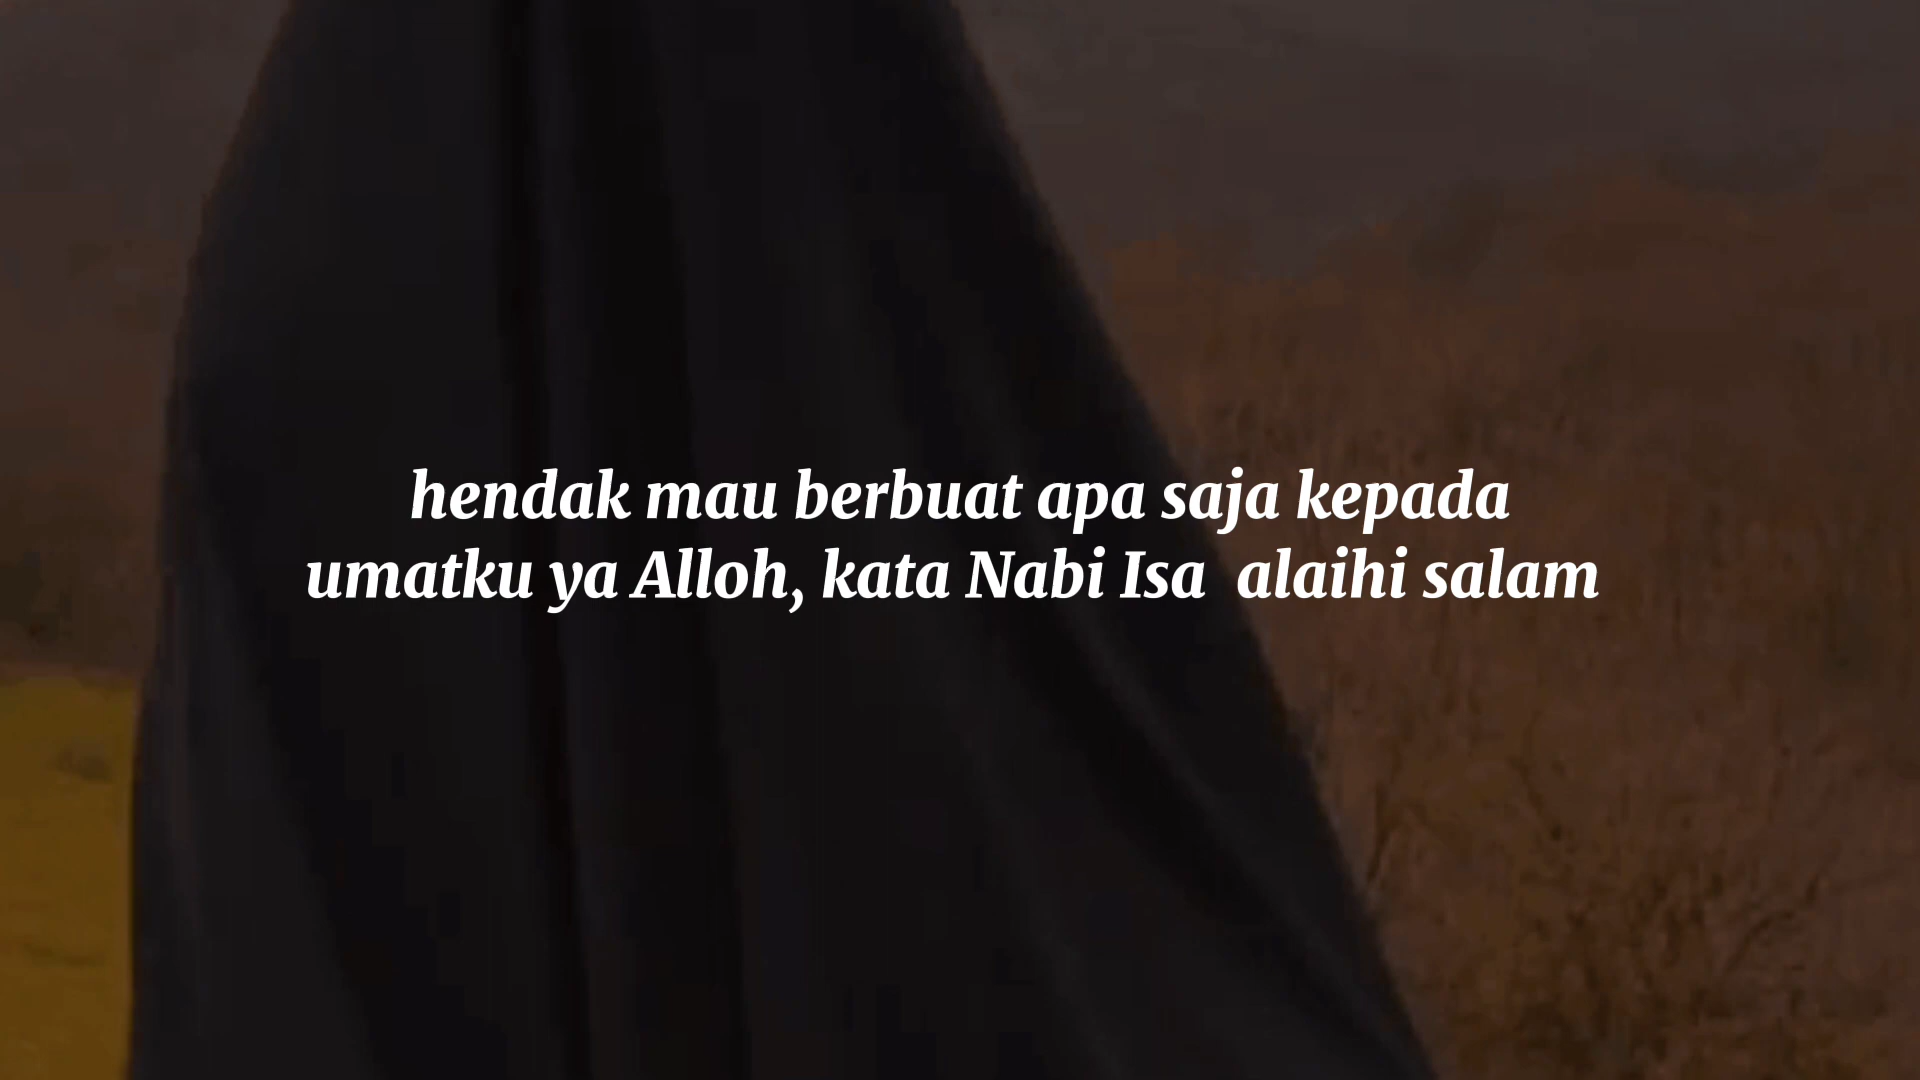 hendak mau berbuat apa saja kepada
umatku ya Alloh, kata Nabi Isa  alaihi salam